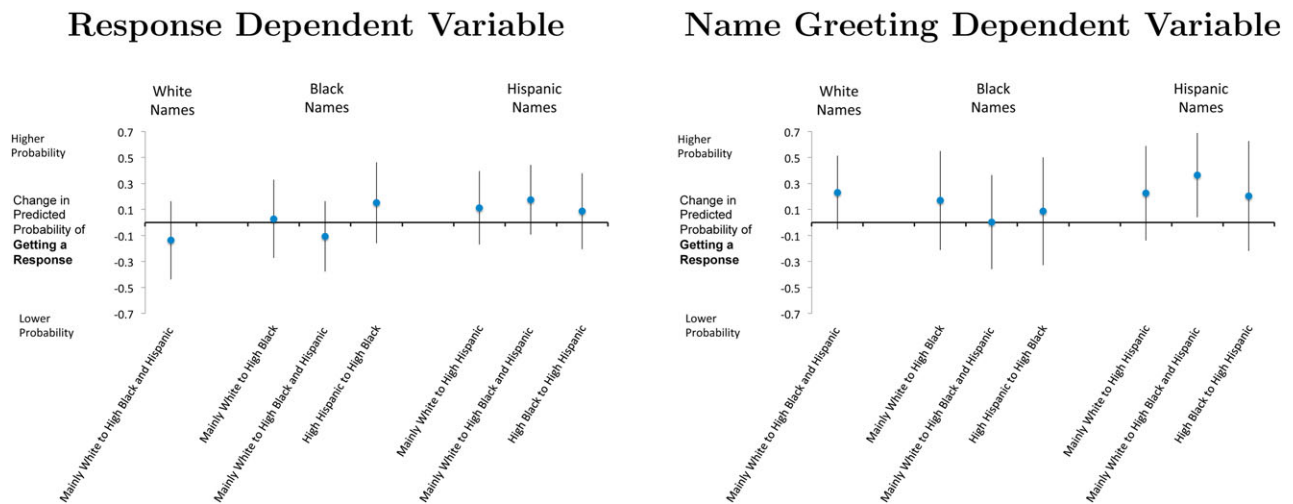 Response Dependent Variable
White
Names
Black
Names
Hispanic
Names
Higher
Probability
Change in
Predicted
Probability of
Getting a
Response
Lower
Probability
0.7
0.5
0.3
0.1
-0.1
-0.3
-0.5
-0.7
Mainly White to High Black and Hispanic
Mainly White to High Black
Mainly White to High Black and Hispanic
High Hispanic to High Black
Mainly White to High Hispanic
Mainly White to High Black and Hispanic
High Black to High Hispanic
Name Greeting Dependent Variable
White
Names
Black
Names
Hispanic
Names
Higher
Probability
Change in
Predicted
Probability of
Getting a
Response
Lower
Probability
0.7
0.5
0.3
0.1
-0.1
-0.3
-0.5
-0.7
Mainly White to High Black and Hispanic
Mainly White to High Black
Mainly White to High Black and Hispanic
High Hispanic to High Black
Mainly White to High Hispanic
Mainly White to High Black and Hispanic
High Black to High Hispanic